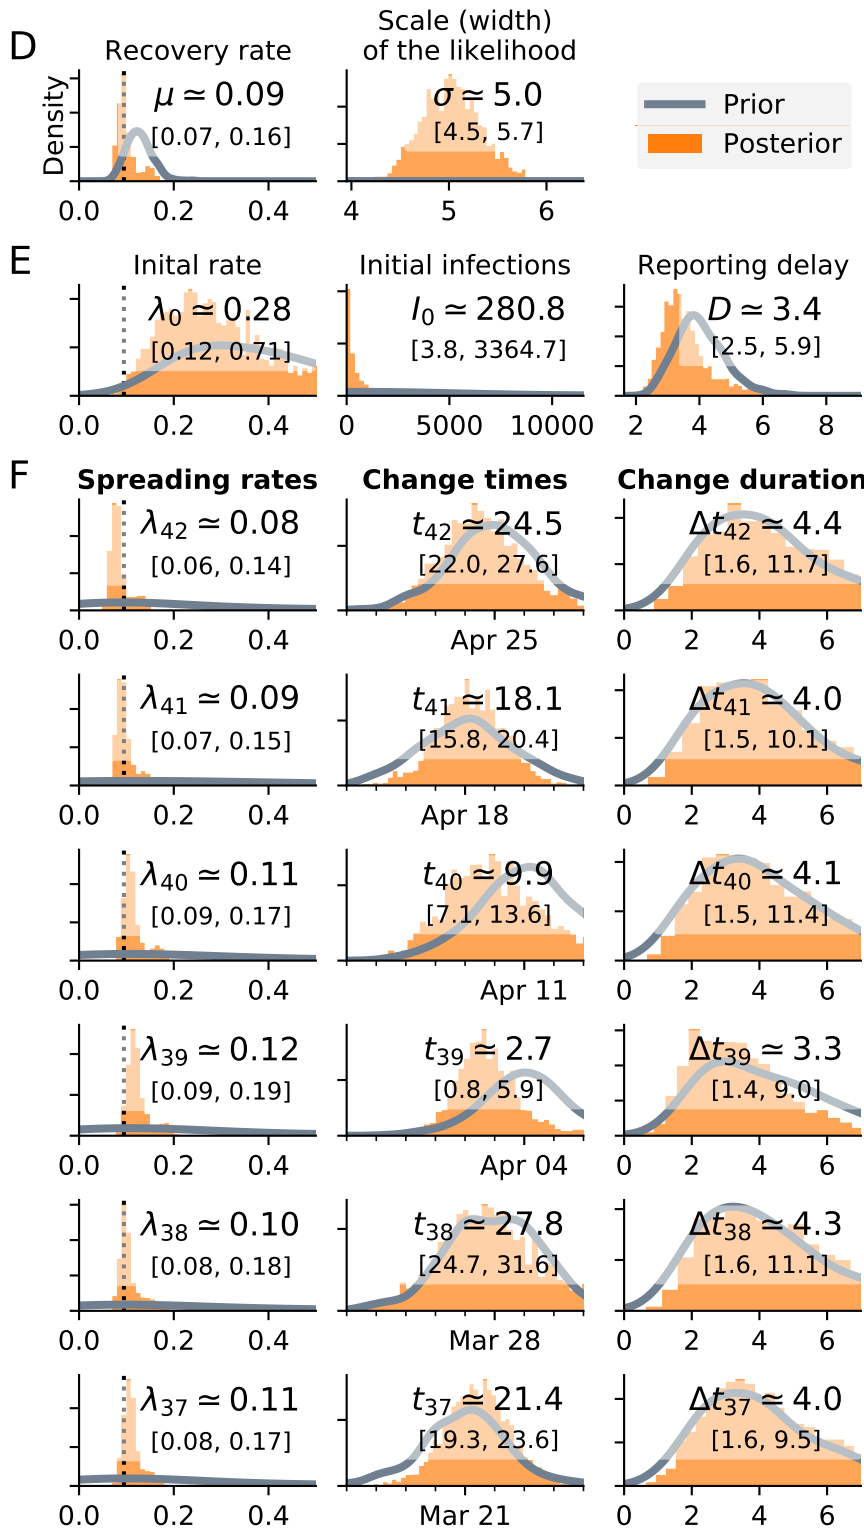 D
Recovery rate
Scale (width)
of the likelihood
Density
μ ≃ 0.09
[0.07, 0.16]
σ ≃ 5.0
[4.5, 5.7]
Prior
Posterior
0.0 0.2 0.4
4 5 6
E
Inital rate
Initial infections
Reporting delay
λ0 ≃ 0.28
[0.12, 0.71]
I0 ≃ 280.8
[3.8, 3364.7]
D ≃ 3.4
[2.5, 5.9]
0.0 0.2 0.4
0 5000 10000
2 4 6 8
F
Spreading rates
Change times
Change duration
λ42 ≃ 0.08
[0.06, 0.14]
t42 ≃ 24.5
[22.0, 27.6]
Δt42 ≃ 4.4
[1.6, 11.7]
0.0 0.2 0.4
Apr 25
0 2 4 6
λ41 ≃ 0.09
[0.07, 0.15]
t41 ≃ 18.1
[15.8, 20.4]
Δt41 ≃ 4.0
[1.5, 10.1]
0.0 0.2 0.4
Apr 18
0 2 4 6
λ40 ≃ 0.11
[0.09, 0.17]
t40 ≃ 9.9
[7.1, 13.6]
Δt40 ≃ 4.1
[1.5, 11.4]
0.0 0.2 0.4
Apr 11
0 2 4 6
λ39 ≃ 0.12
[0.09, 0.19]
t39 ≃ 2.7
[0.8, 5.9]
Δt39 ≃ 3.3
[1.4, 9.0]
0.0 0.2 0.4
Apr 04
0 2 4 6
λ38 ≃ 0.10
[0.08, 0.18]
t38 ≃ 27.8
[24.7, 31.6]
Δt38 ≃ 4.3
[1.6, 11.1]
0.0 0.2 0.4
Mar 28
0 2 4 6
λ37 ≃ 0.11
[0.08, 0.17]
t37 ≃ 21.4
[19.3, 23.6]
Δt37 ≃ 4.0
[1.6, 9.5]
0.0 0.2 0.4
Mar 21
0 2 4 6